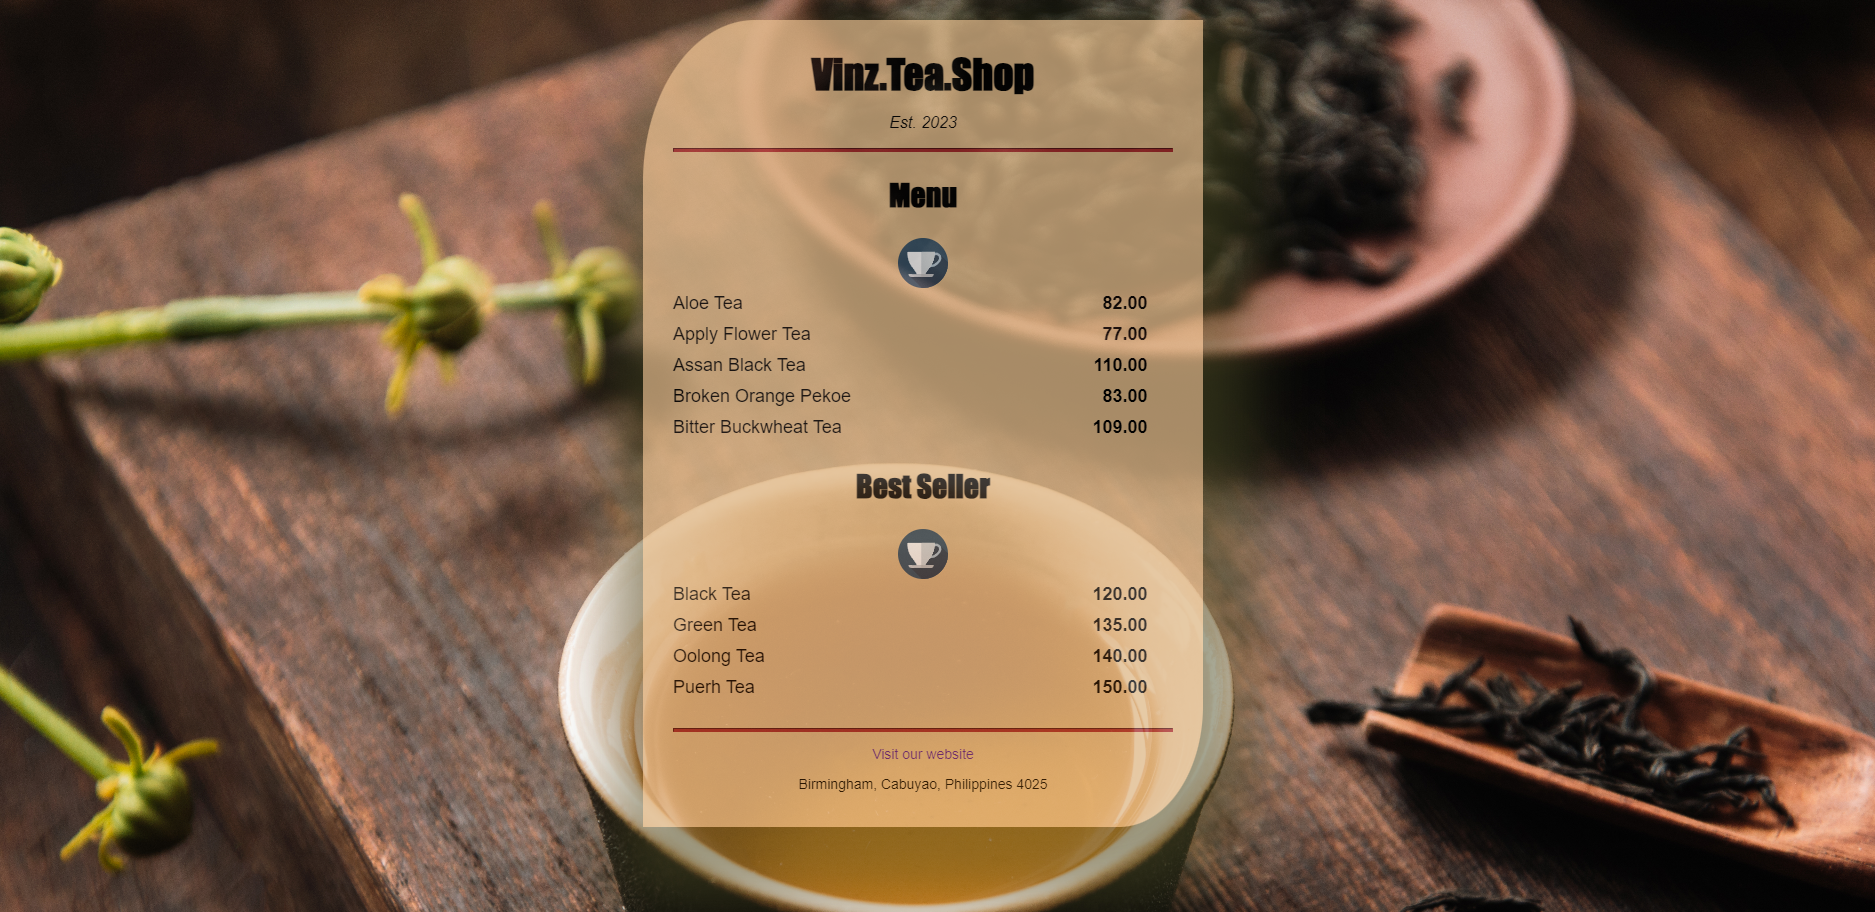 Vinz.Tea.Shop
Est. 2023
Menu
Aloe Tea 82.00
Apply Flower Tea 77.00
Assan Black Tea 110.00
Broken Orange Pekoe 83.00
Bitter Buckwheat Tea 109.00
Best Seller
Black Tea 120.00
Green Tea 135.00
Oolong Tea 140.00
Puerh Tea 150.00
Visit our website
Birmingham, Cabuyao, Philippines 4025